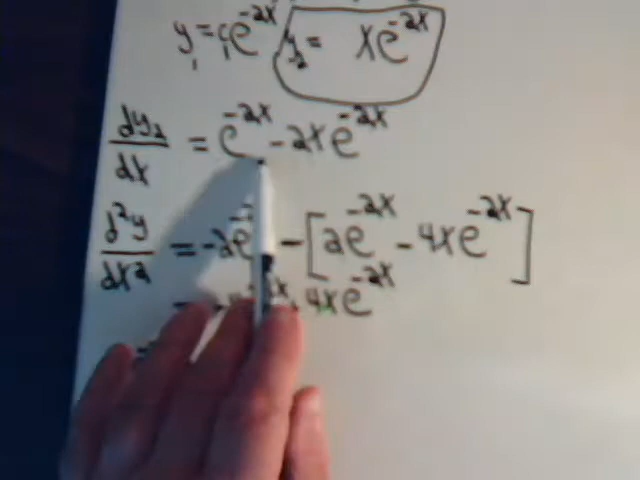 y₁ = c₁e^-2x y₂ = xe^-2x
dy₂/dx = e^-2x - 2xe^-2x
d²y/dx² = -2e - [2e^-2x - 4xe^-2x]
= 4xe^-2x
=